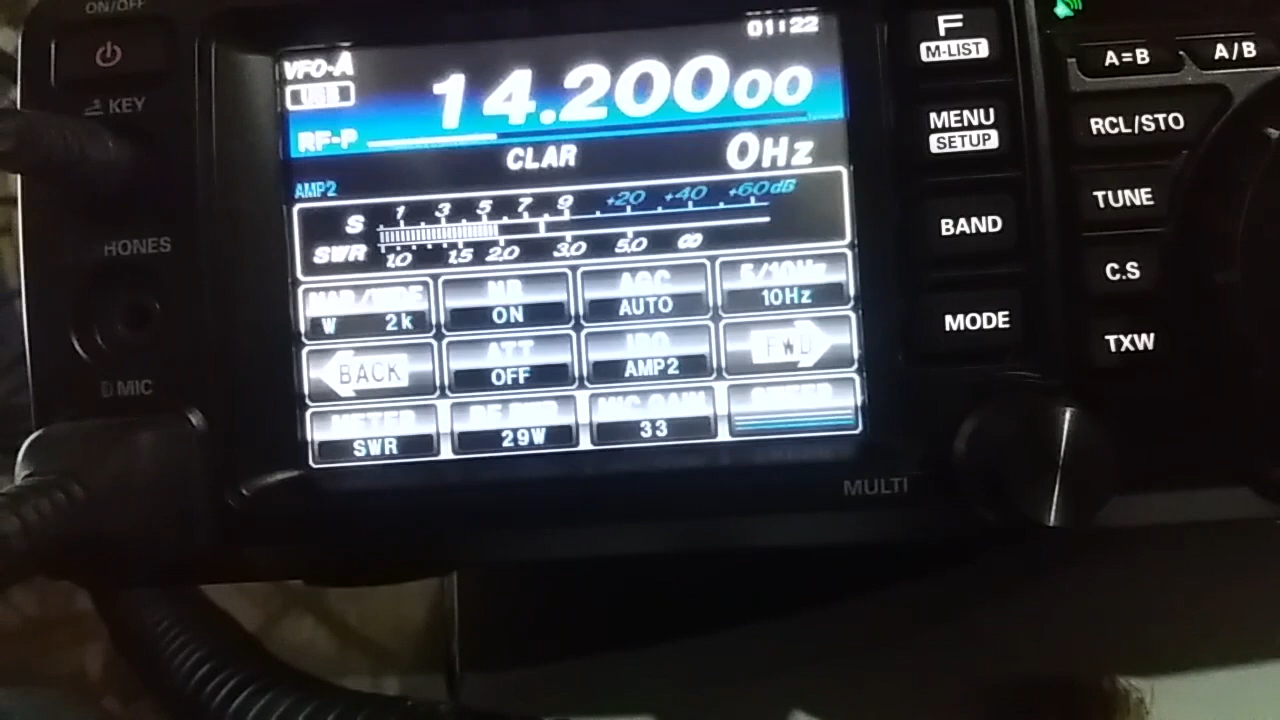 ON/OFF
KEY
HONES
MIC
01:22
VFO-A
USB
14.20000
RF-P
CLAR 0Hz
AMP2
S 1 3 5 7 9 +20 +40 +60dB
SWR 1.0 1.5 2.0 3.0 5.0 ∞
NAR/WIDE NB AGC 5/10Hz
W 2k ON AUTO 10Hz
BACK ATT IPO FWD
OFF AMP2
METER RF PWR MIC GAIN SWEEP
SWR 29W 33
F
M-LIST
MENU
SETUP
BAND
MODE
MULTI
A=B A/B
RCL/STO
TUNE
C.S
TXW